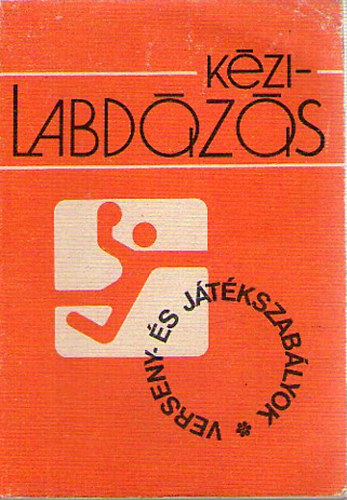 KÉZI-
LABDÁZÁS
VERSENY- ÉS JÁTÉKSZABÁLYOK *